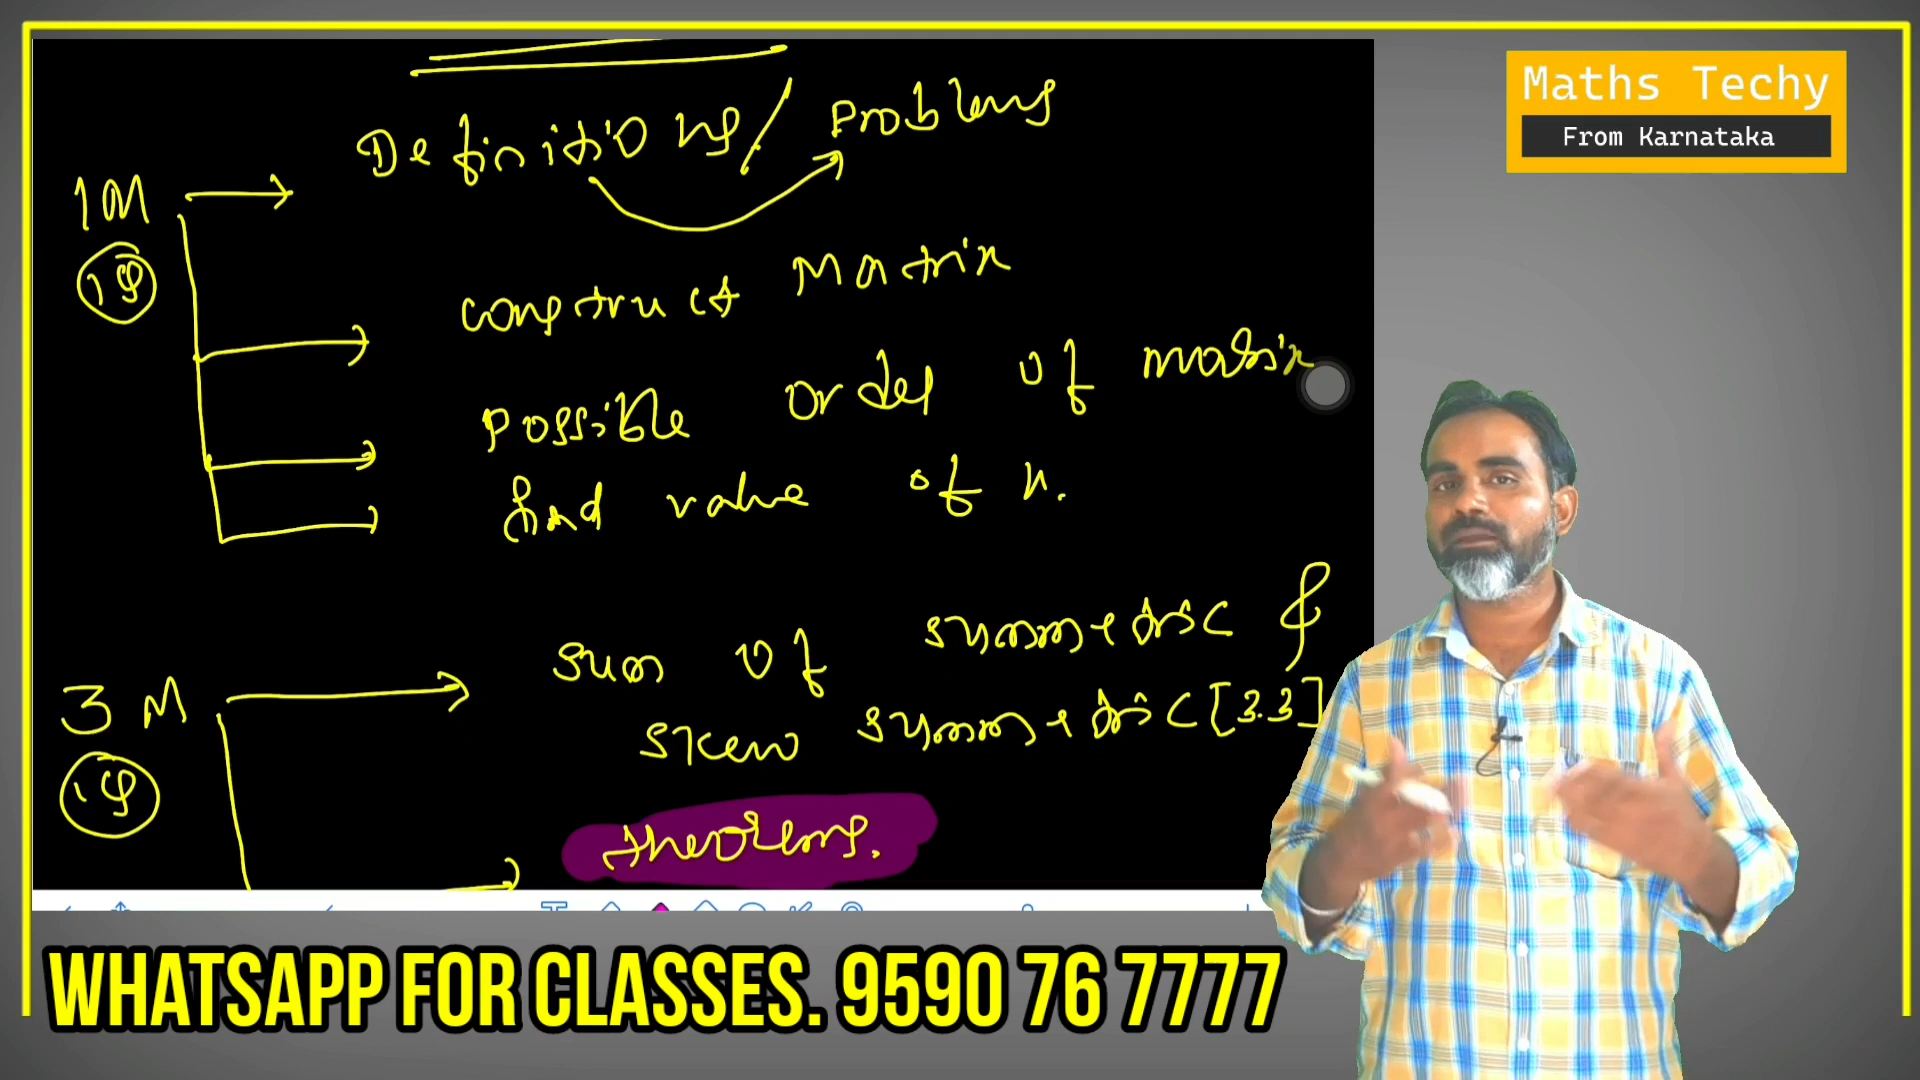 Maths Techy
From Karnataka
Definitions/ Problems
1M
1Q
construct Matrix
possible order of matrix
find value of x.
3 M
1Q
sum of symmetric &
skew symmetric [3.3]
theorems.
WHATSAPP FOR CLASSES. 9590 76 7777